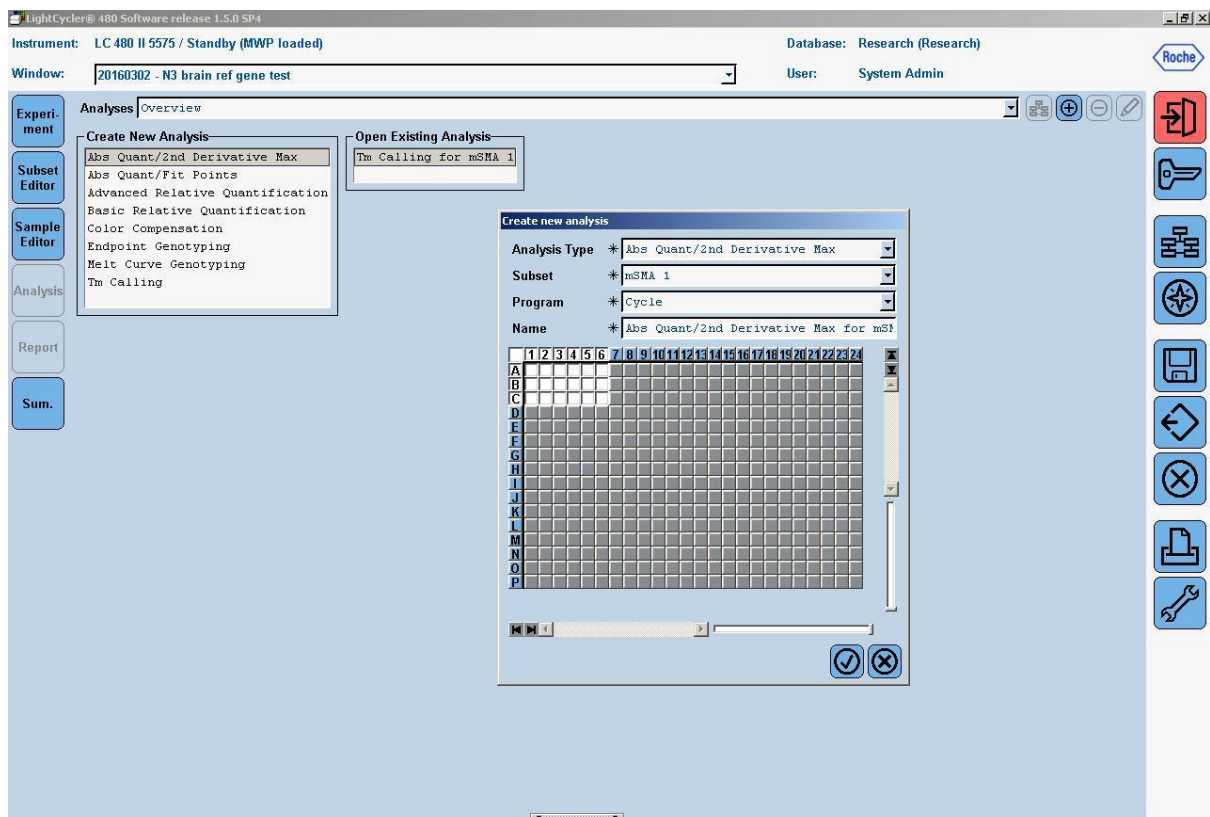 LightCycler® 480 Software release 1.5.0 SP4
Instrument: LC 480 II 5575 / Standby (MWP loaded)
Database: Research (Research)
Window: 20160302 - N3 brain ref gene test
User: System Admin
Roche
Experi-
ment
Subset
Editor
Sample
Editor
Analysis
Report
Sum.
Analyses Overview
Create New Analysis
Abs Quant/2nd Derivative Max
Abs Quant/Fit Points
Advanced Relative Quantification
Basic Relative Quantification
Color Compensation
Endpoint Genotyping
Melt Curve Genotyping
Tm Calling
Open Existing Analysis
Tm Calling for mSMA 1
Create new analysis
Analysis Type * Abs Quant/2nd Derivative Max
Subset * mSMA 1
Program * Cycle
Name * Abs Quant/2nd Derivative Max for mSM
1 2 3 4 5 6 7 8 9 10 11 12 13 14 15 16 17 18 19 20 21 22 23 24
A
B
C
D
E
F
G
H
I
J
K
L
M
N
O
P